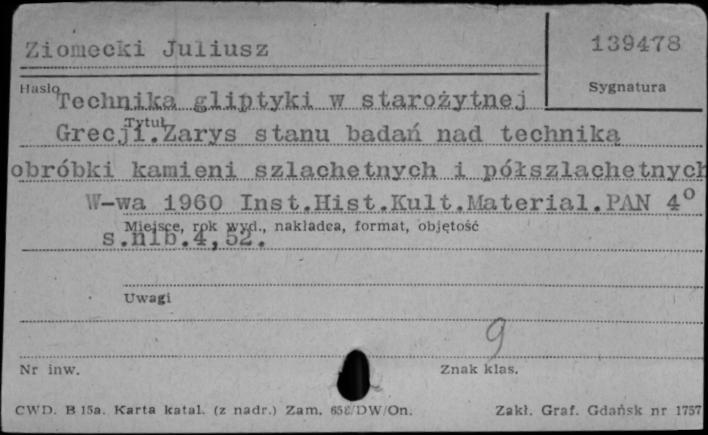 Ziomecki Juliusz
139478
Hasło
Sygnatura
Technika gliptyki w starożytnej
Tytuł
Grecji. Zarys stanu badań nad techniką
obróbki kamieni szlachetnych i półszlachetnych
W-wa 1960 Inst.Hist.Kult.Material.PAN 4°
Miejsce, rok wyd., nakładca, format, objętość
s.nlb.4,52.
Uwagi
9
Nr inw.
Znak klas.
CWD. B 15a. Karta katal. (z nadr.) Zam. /DW/On.
Zakł. Graf. Gdańsk nr 1757